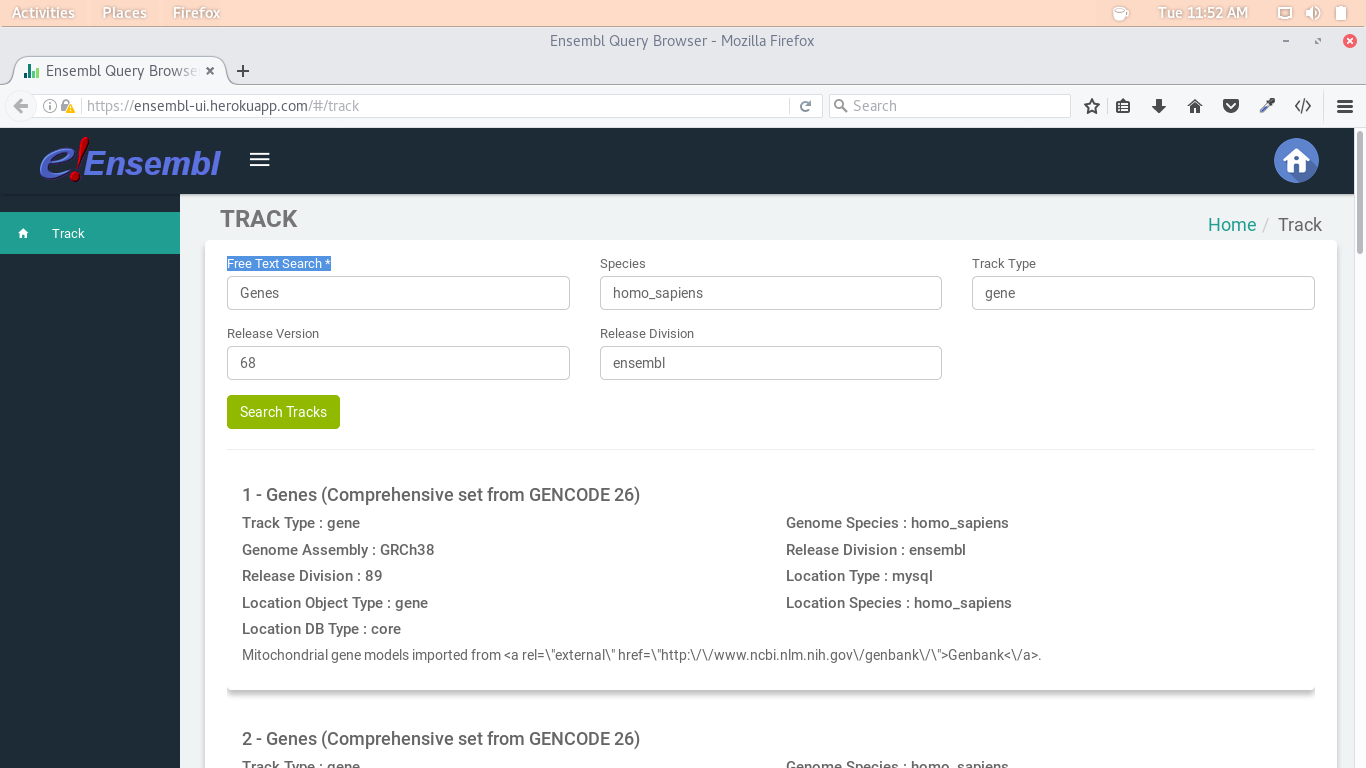 Activities Places Firefox Tue 11:52 AM
Ensembl Query Browser - Mozilla Firefox
Ensembl Query Browse
https://ensembl-ui.herokuapp.com/#/track Search
e!Ensembl
Track
TRACK
Home / Track
Free Text Search * Species Track Type
Genes homo_sapiens gene
Release Version Release Division
68 ensembl
Search Tracks
1 - Genes (Comprehensive set from GENCODE 26)
Track Type : gene Genome Species : homo_sapiens
Genome Assembly : GRCh38 Release Division : ensembl
Release Division : 89 Location Type : mysql
Location Object Type : gene Location Species : homo_sapiens
Location DB Type : core
Mitochondrial gene models imported from <a rel=\"external\" href=\"http:\/\/www.ncbi.nlm.nih.gov\/genbank\/\">Genbank<\/a>.
2 - Genes (Comprehensive set from GENCODE 26)
Track Type : gene Genome Species : homo_sapiens